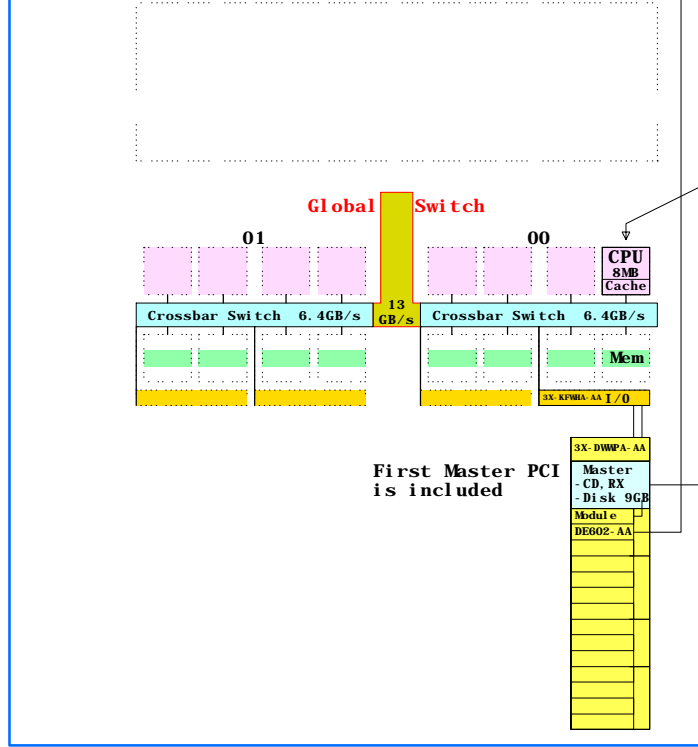 Global Switch
01
00
CPU
8MB
Cache
13
GB/s
Crossbar Switch 6.4GB/s
Crossbar Switch 6.4GB/s
Mem
3X-KFWHA-AA I/O
3X-DWWPA-AA
First Master PCI
is included
Master
-CD,RX
-Disk 9GB
Module
DE602-AA